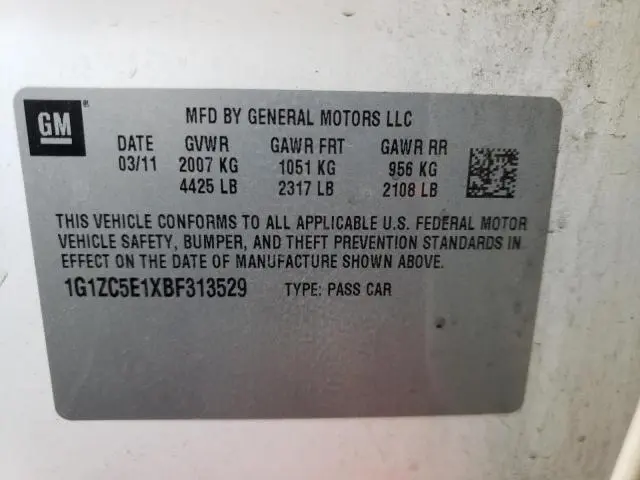 GM®
MFD BY GENERAL MOTORS LLC
DATE GVWR GAWR FRT GAWR RR
03/11 2007 KG 1051 KG 956 KG
4425 LB 2317 LB 2108 LB
THIS VEHICLE CONFORMS TO ALL APPLICABLE U.S. FEDERAL MOTOR
VEHICLE SAFETY, BUMPER, AND THEFT PREVENTION STANDARDS IN
EFFECT ON THE DATE OF MANUFACTURE SHOWN ABOVE.
1G1ZC5E1XBF313529 TYPE: PASS CAR